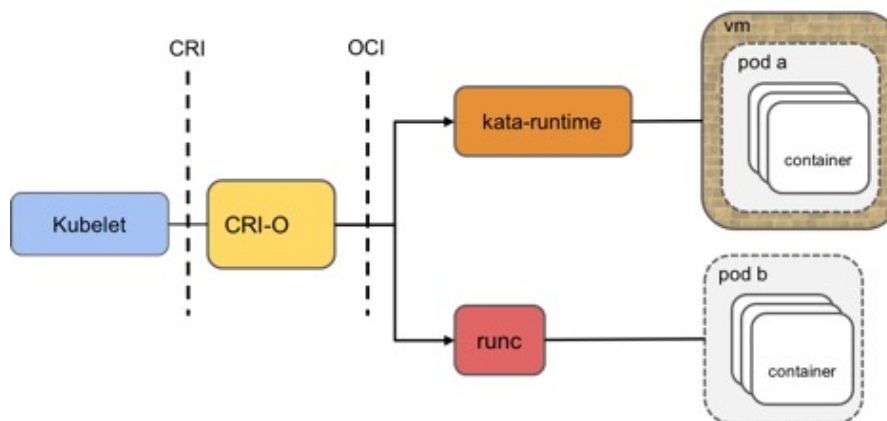 CRI
OCI
vm
pod a
container
kata-runtime
Kubelet
CRI-O
pod b
container
runc